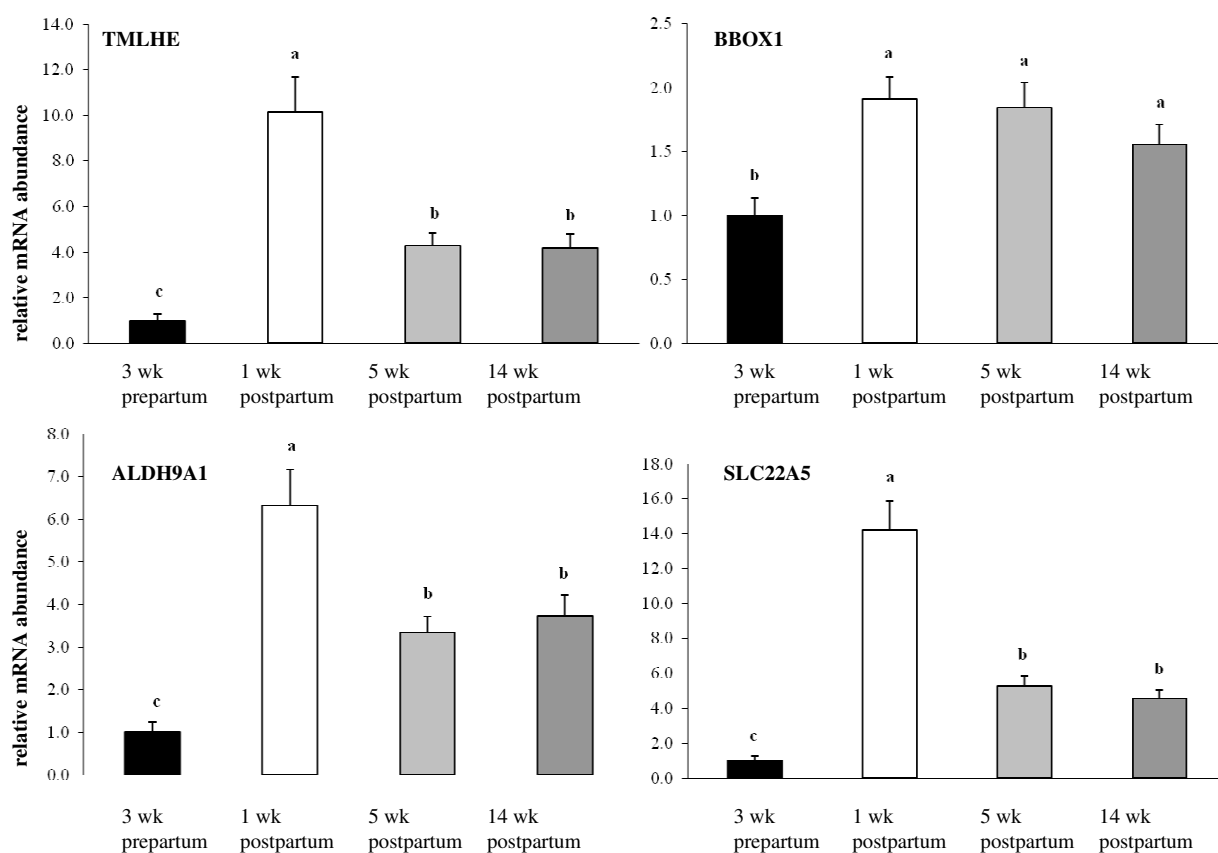 TMLHE
relative mRNA abundance
14.0
12.0
10.0
8.0
6.0
4.0
2.0
0.0
a
b
b
c
3 wk 1 wk 5 wk 14 wk
prepartum postpartum postpartum postpartum
BBOX1
2.5
2.0
1.5
1.0
0.5
0.0
a
a
a
b
3 wk 1 wk 5 wk 14 wk
prepartum postpartum postpartum postpartum
ALDH9A1
relative mRNA abundance
8.0
7.0
6.0
5.0
4.0
3.0
2.0
1.0
0.0
a
b
b
c
3 wk 1 wk 5 wk 14 wk
prepartum postpartum postpartum postpartum
SLC22A5
18.0
16.0
14.0
12.0
10.0
8.0
6.0
4.0
2.0
0.0
a
b
b
c
3 wk 1 wk 5 wk 14 wk
prepartum postpartum postpartum postpartum